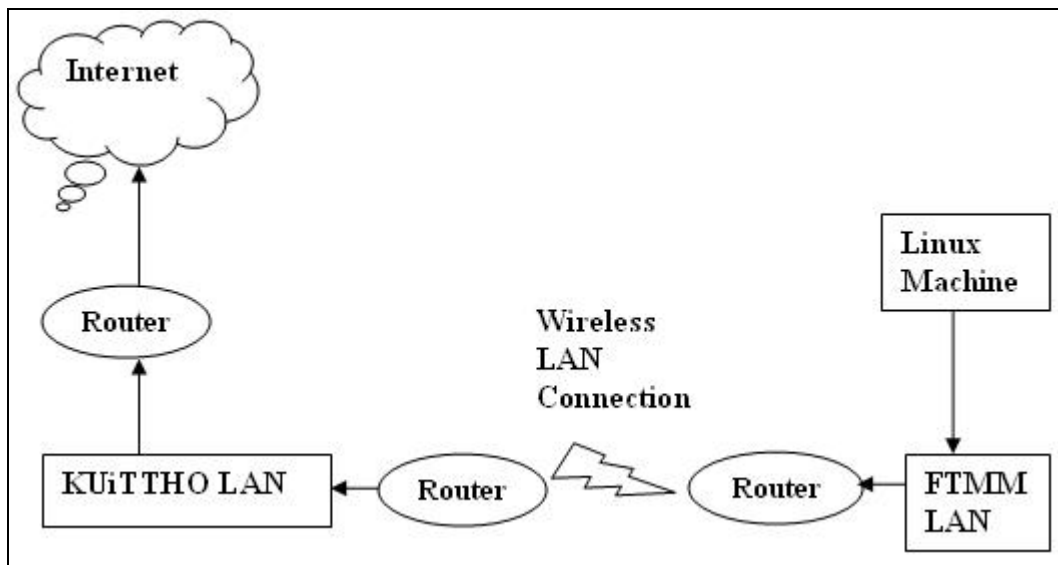 Internet
Linux
Machine
Router
Wireless
LAN
Connection
KUiTTHO LAN
Router
Router
FTMM
LAN